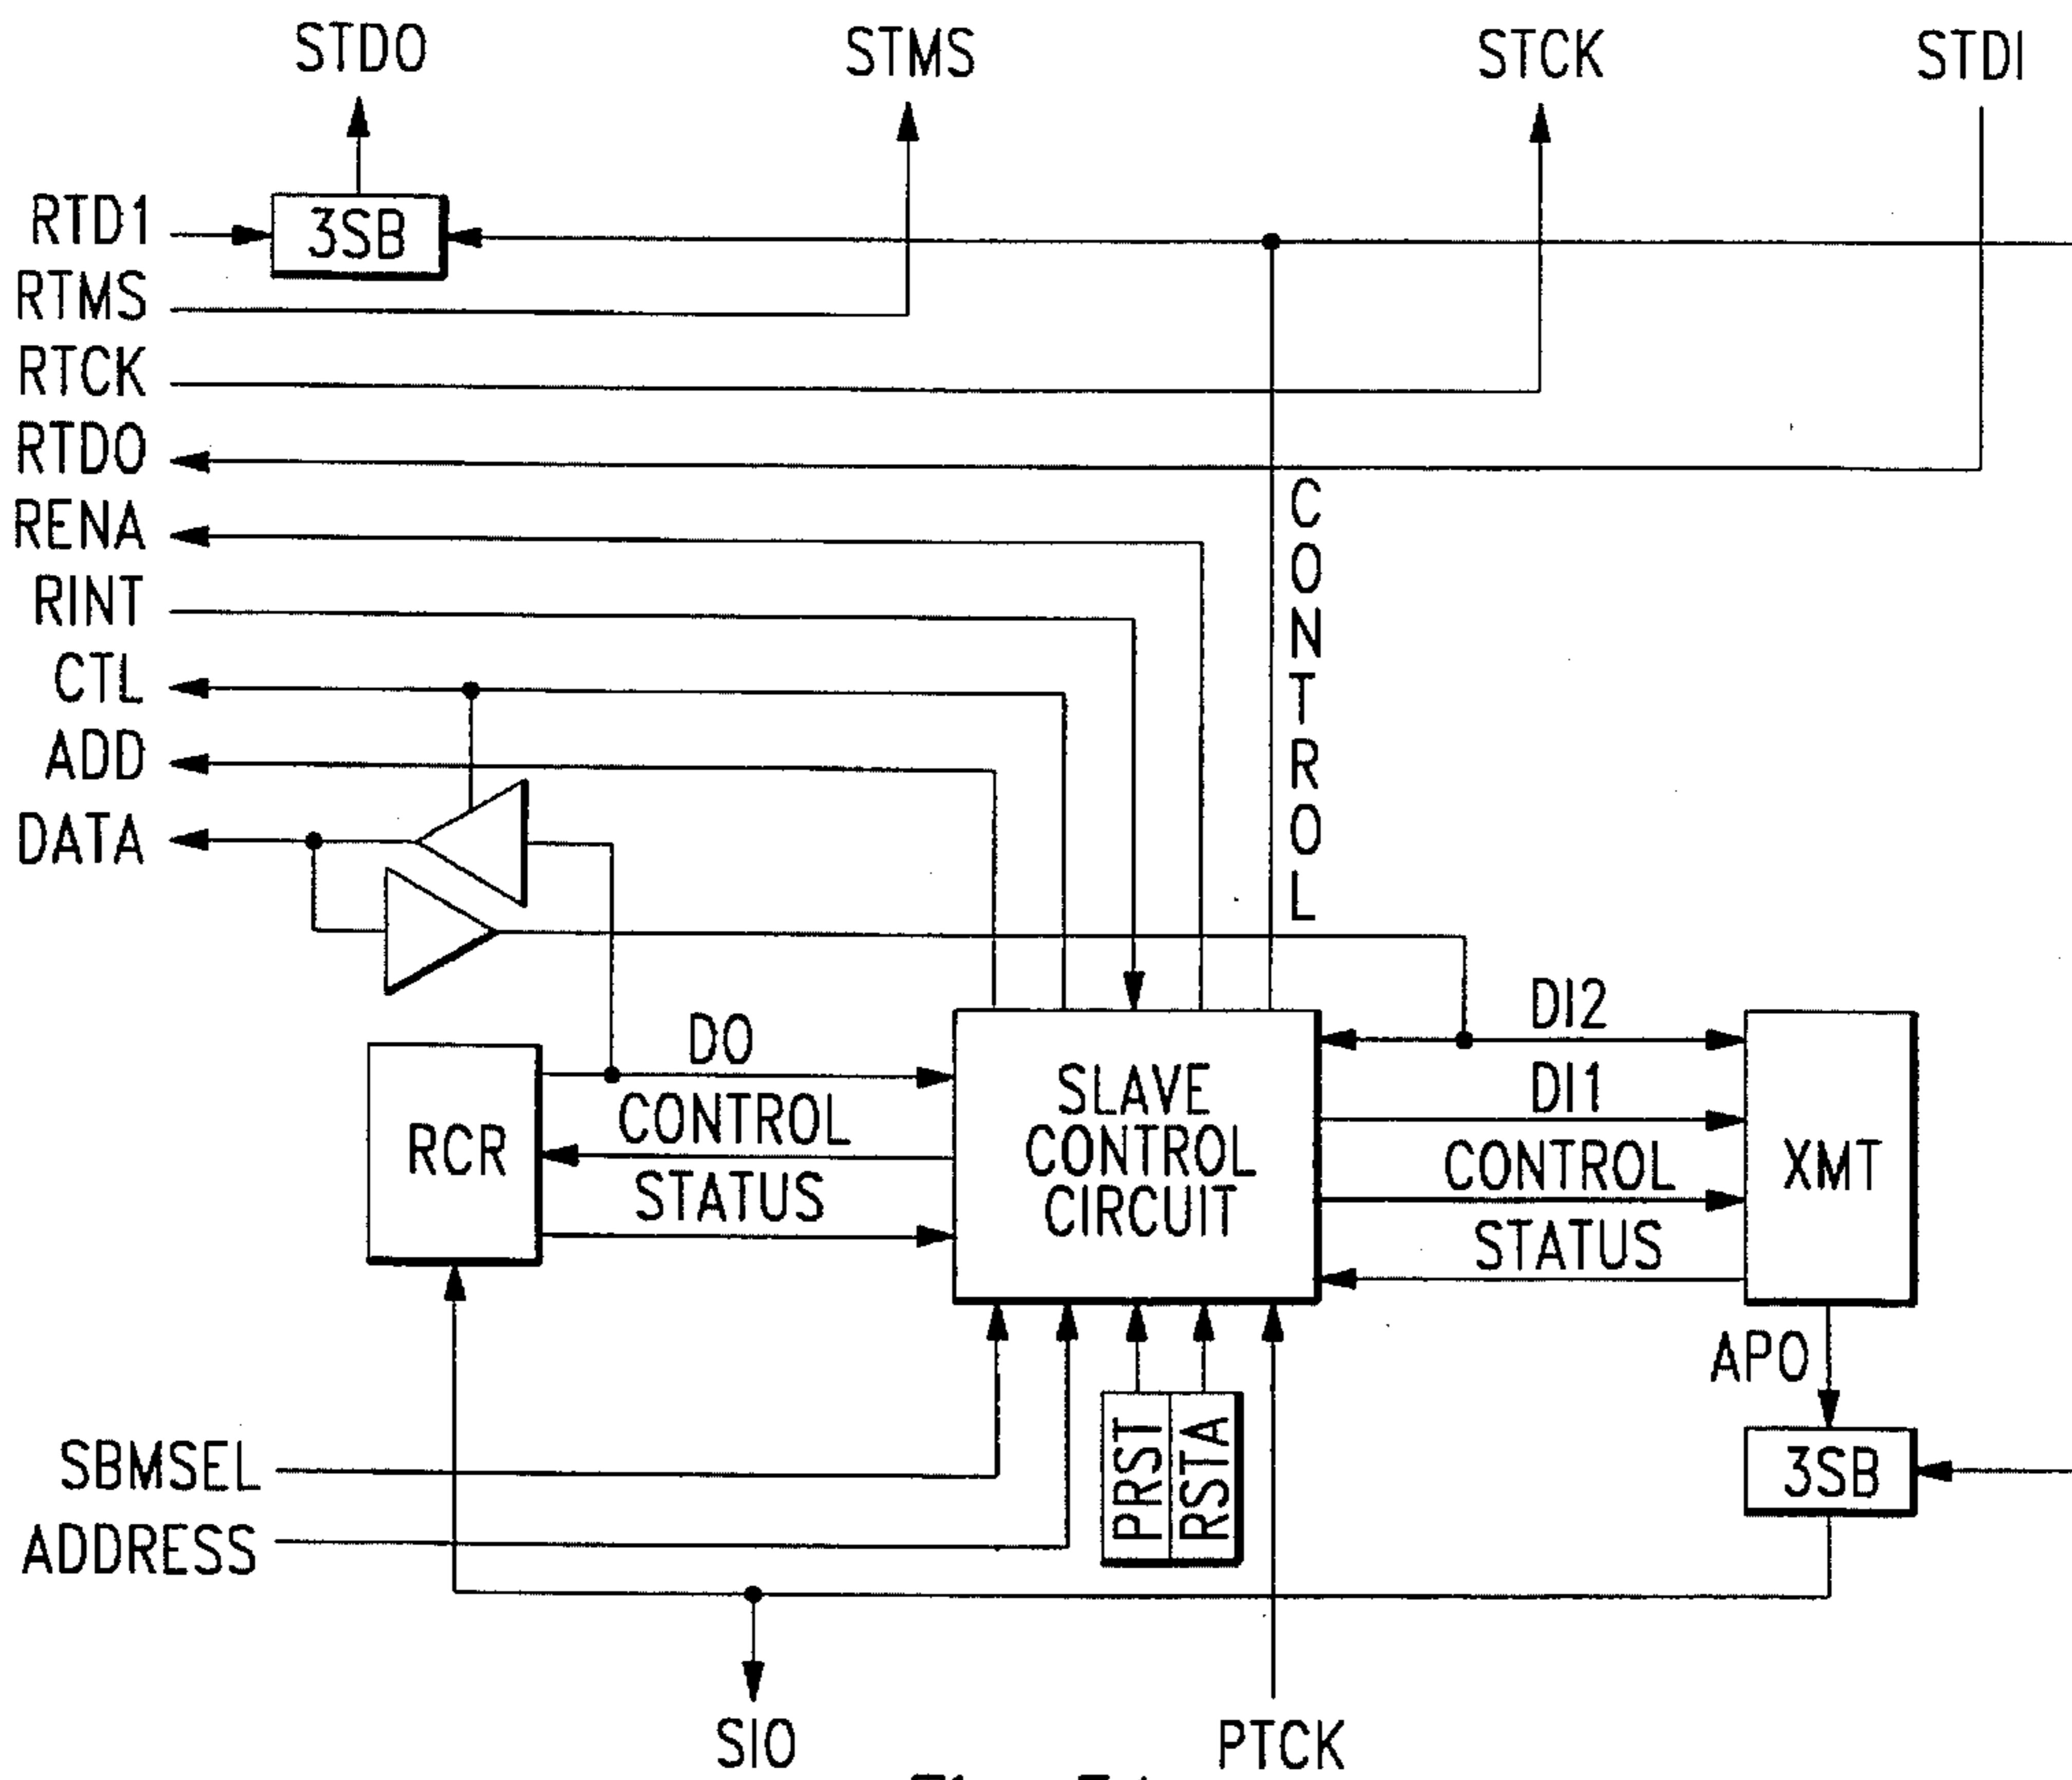 STDO STMS STCK STDI
RTD1
3SB
RTMS
RTCK
RTDO
RENA
RINT
CTL
ADD
DATA
CONTROL
DO
CONTROL
STATUS
RCR
SLAVE
CONTROL
CIRCUIT
DI2
DI1
CONTROL
STATUS
XMT
APO
3SB
PRST
RSTA
SBMSEL
ADDRESS
SIO
PTCK